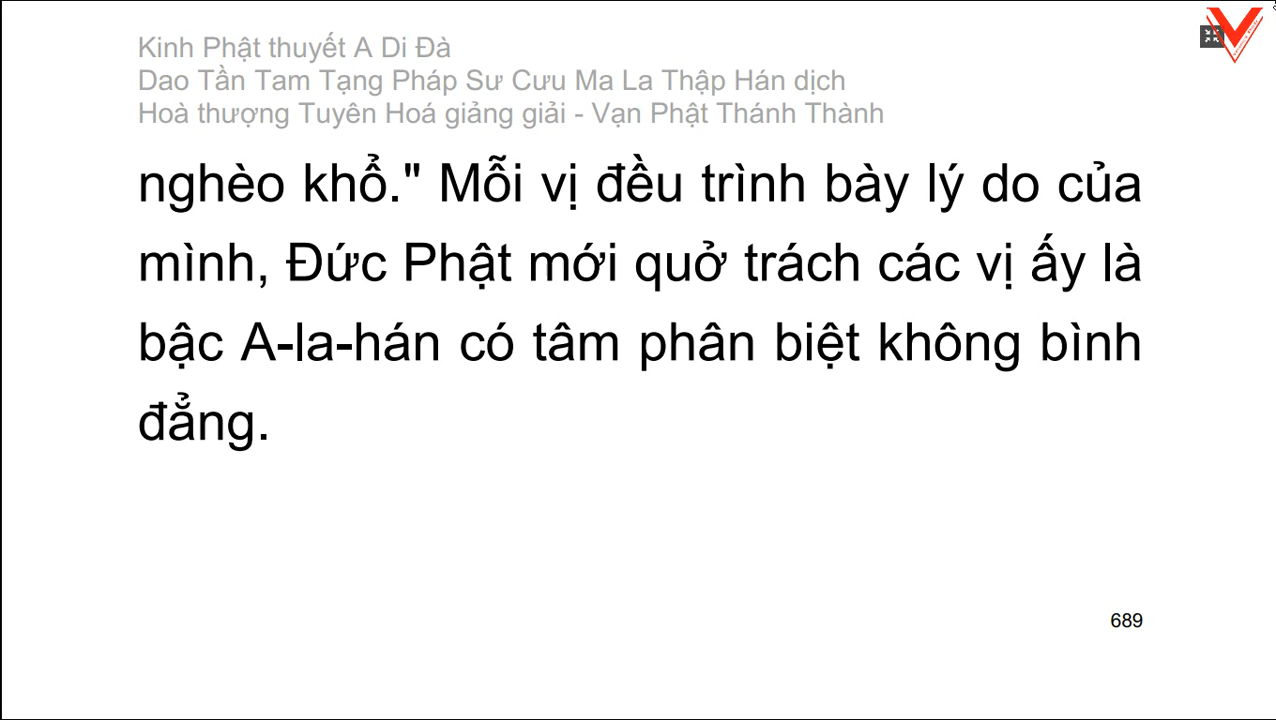 Kinh Phật thuyết A Di Đà
Dao Tần Tam Tạng Pháp Sư Cưu Ma La Thập Hán dịch
Hoà thượng Tuyên Hoá giảng giải - Vạn Phật Thánh Thành
nghèo khổ." Mỗi vị đều trình bày lý do của
mình, Đức Phật mới quở trách các vị ấy là
bậc A-la-hán có tâm phân biệt không bình
đẳng.
689